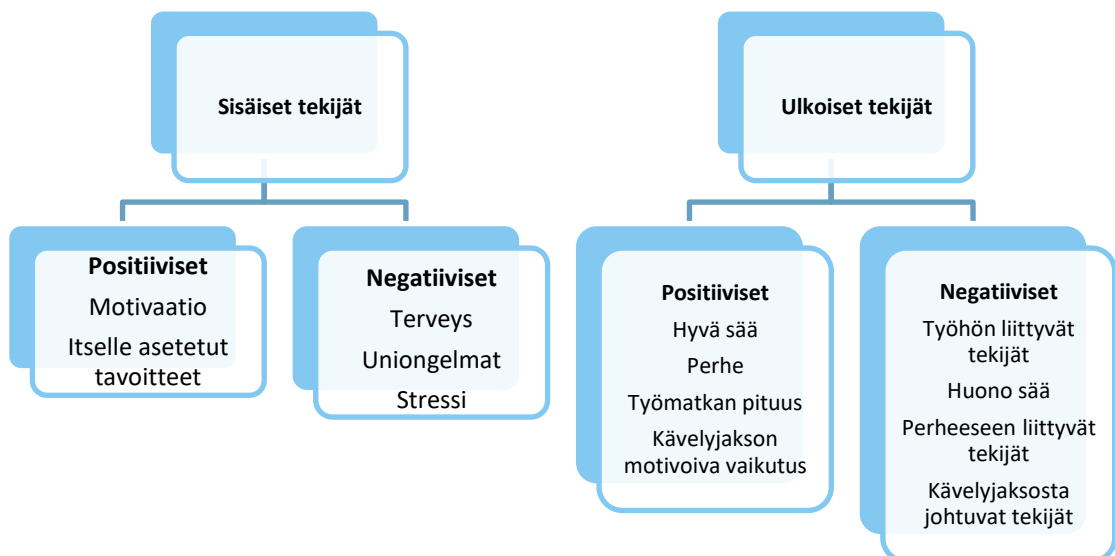 Sisäiset tekijät
Ulkoiset tekijät
Positiiviset
Motivaatio
Itselle asetetut
tavoitteet
Negatiiviset
Terveys
Uniongelmat
Stressi
Positiiviset
Hyvä sää
Perhe
Työmatkan pituus
Kävelyjakson
motivoiva vaikutus
Negatiiviset
Työhön liittyvät
tekijät
Huono sää
Perheeseen liittyvät
tekijät
Kävelyjaksosta
johtuvat tekijät